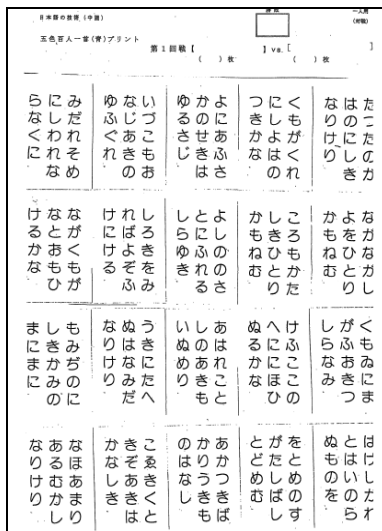 五色百人一首(青)プリント
第1回戦【　】vs.[
(　)枚　(　)枚
たつたのか
はのにしき
なりけり
くもがくれ
にしよはの
つきかな
よにあふさ
かのせきは
ゆるさじ
いづこもお
なじあきの
ゆふぐれ
みだれそめ
にしわれな
らなくに
ながながし
よをひとり
かもねむ
ころもかた
しきひとり
かもねむ
よしののさ
とにふれる
しらゆき
しろきをみ
ればよぞふ
けにける
ながくもが
なとおもひ
けるかな
くもゐにま
がふおきつ
しらなみ
けふここの
へににほひ
ぬるかな
あはれこと
しのあきも
いぬめり
うきにたへ
ぬはなみだ
なりけり
もみぢのに
しきかみの
まにまに
はげしかれ
とはいのら
ぬものを
をとめのす
がたしばし
とどめむ
あかつきば
かりうきも
のはなし
こゑきくと
きぞあきは
かなしき
なほあまり
あるむかし
なりけり